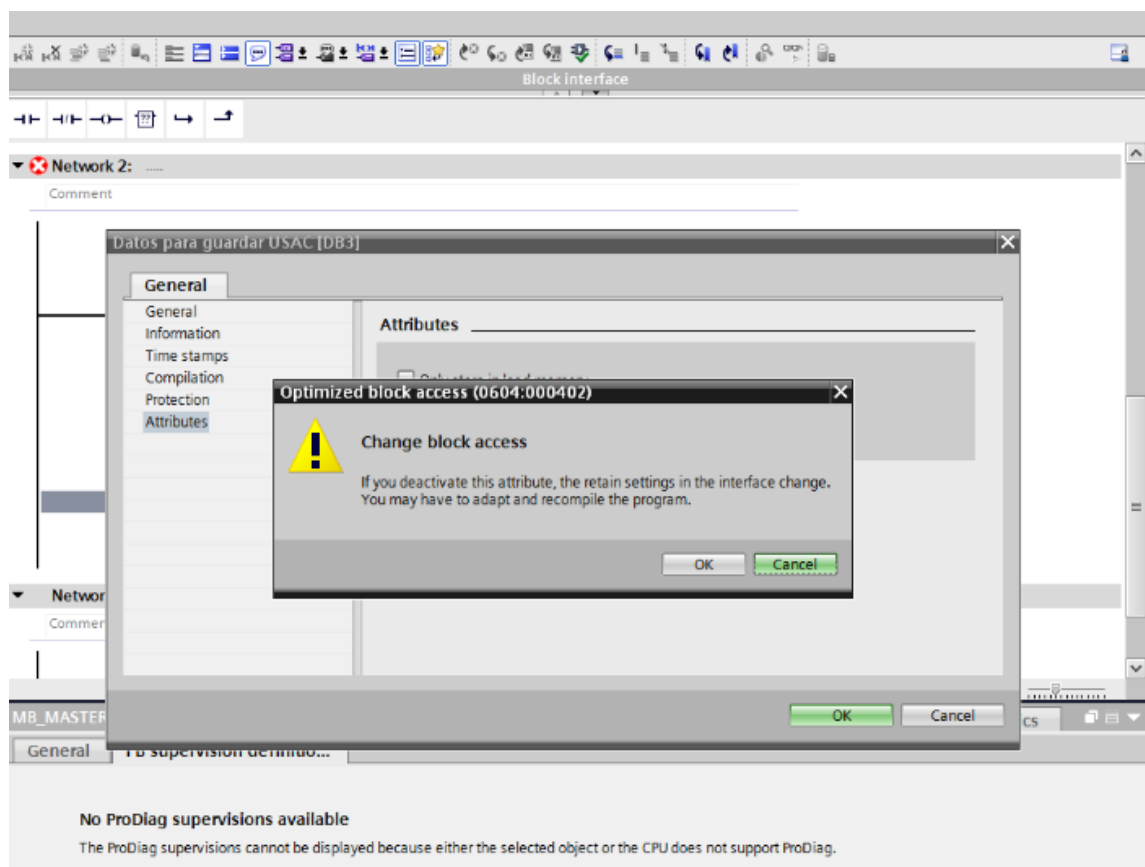 Block interface
Network 2: .....
Comment
Datos para guardar USAC [DB3]
General
General
Information
Time stamps
Compilation
Protection
Attributes
Attributes
Optimized block access (0604:000402)
Change block access
If you deactivate this attribute, the retain settings in the interface change.
You may have to adapt and recompile the program.
OK Cancel
Networ
Commer
OK Cancel
MB_MASTER
cs
General
No ProDiag supervisions available
The ProDiag supervisions cannot be displayed because either the selected object or the CPU does not support ProDiag.